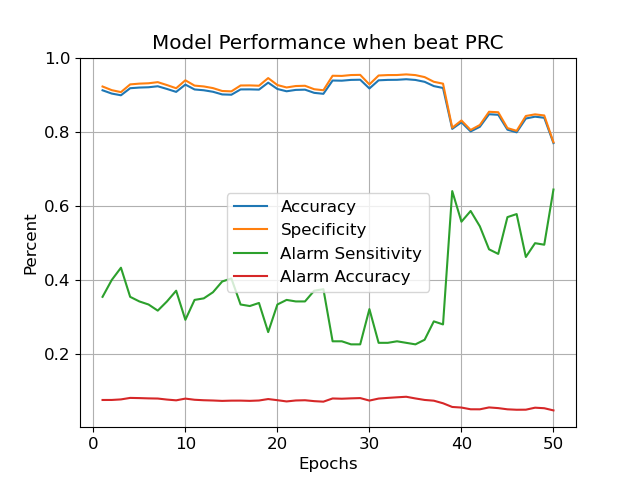 Model Performance when beat PRC
1.0
0.8
0.6
0.4
0.2
Percent
Accuracy
Specificity
Alarm Sensitivity
Alarm Accuracy
0 10 20 30 40 50
Epochs